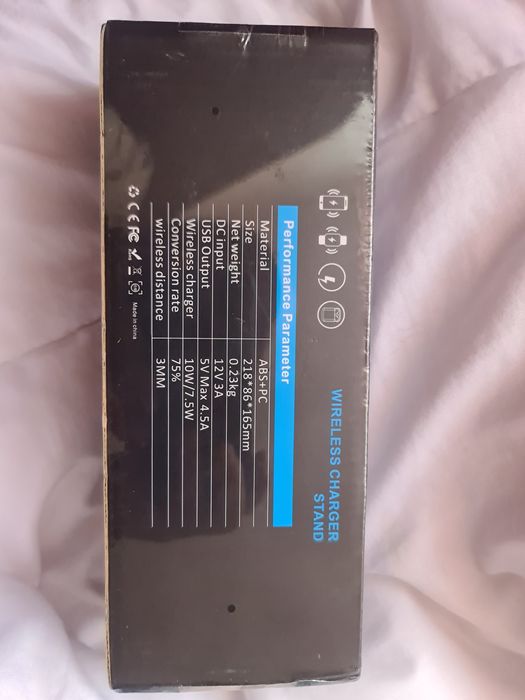 WIRELESS CHARGER
STAND
Performance Parameter
Material ABS+PC
Size 218*86*165mm
Net weight 0.23kg
DC input 12V 3A
USB Output 5V Max 4.5A
Wireless charger 10W/7.5W
Conversion rate 75%
wireless distance 3MM
CE FC Made in china